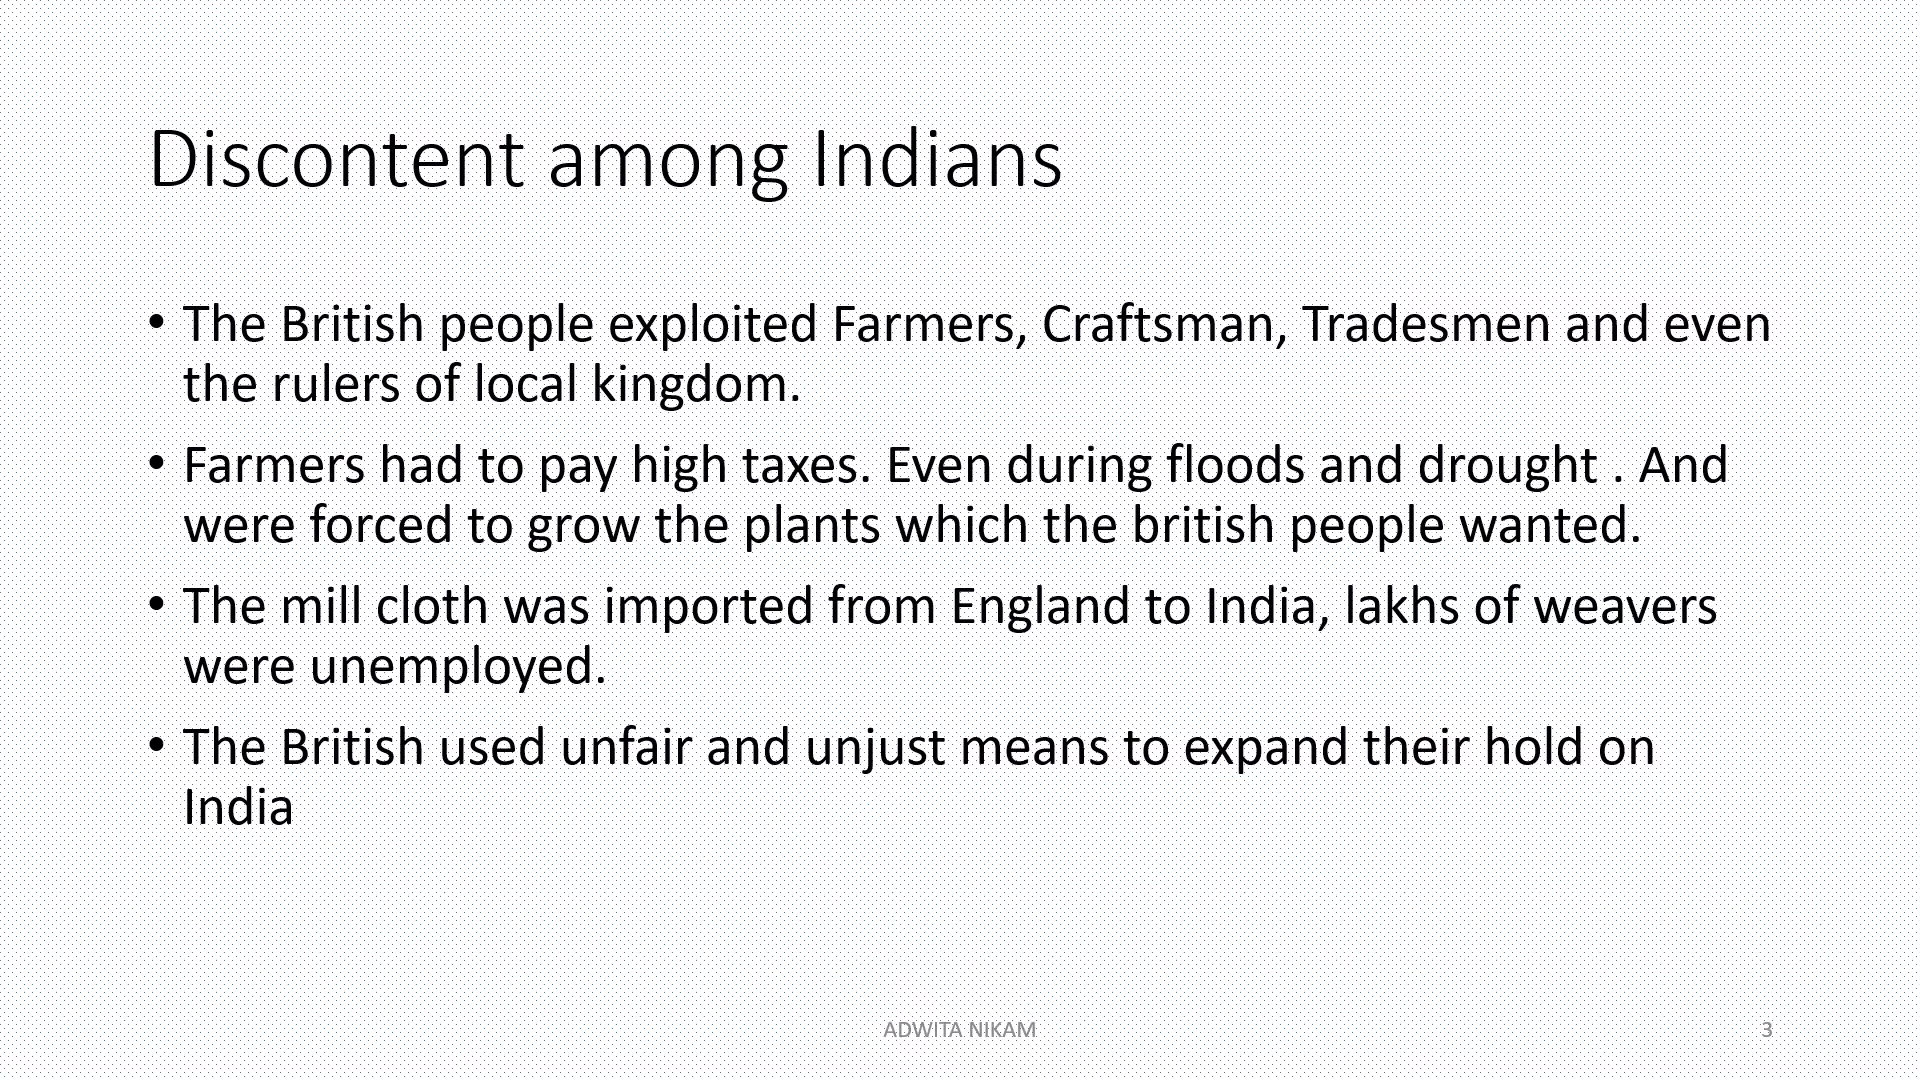 Discontent among Indians
• The British people exploited Farmers, Craftsman, Tradesmen and even
the rulers of local kingdom.
• Farmers had to pay high taxes. Even during floods and drought . And
were forced to grow the plants which the british people wanted.
• The mill cloth was imported from England to India, lakhs of weavers
were unemployed.
• The British used unfair and unjust means to expand their hold on
India
ADWITA NIKAM
3